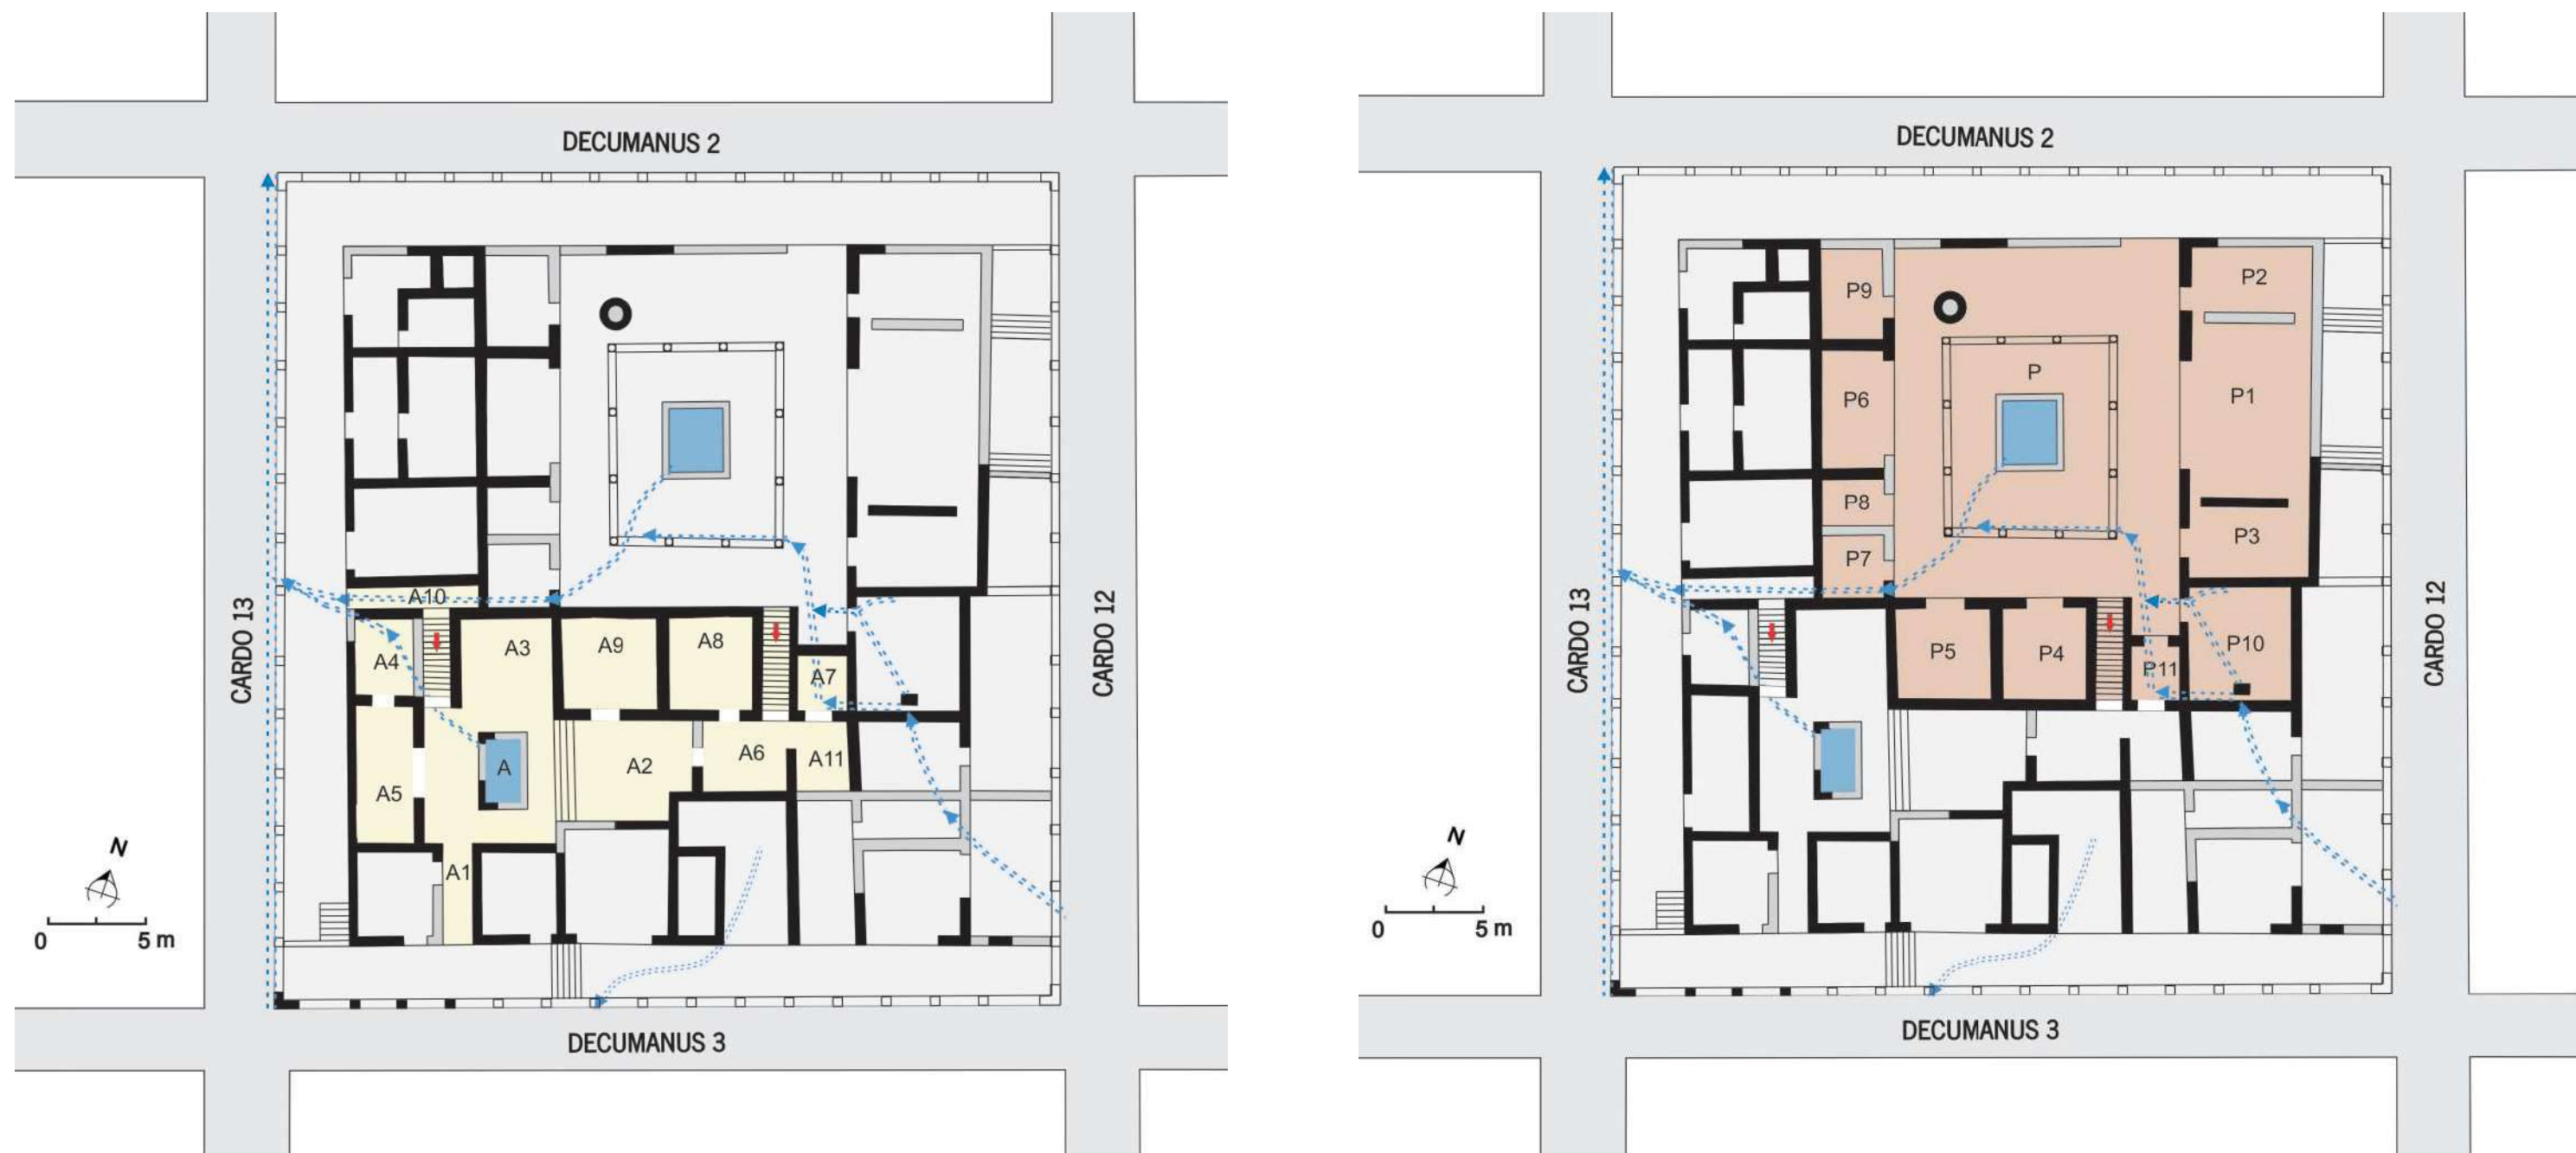 DECUMANUS 2
CARDO 13
CARDO 12
A10
A4
A3
A9
A8
A7
A5
A
A2
A6
A11
A1
N
0 5 m
DECUMANUS 3
DECUMANUS 2
CARDO 13
CARDO 12
P9
P2
P
P6
P1
P8
P3
P7
P5
P4
P11
P10
N
0 5 m
DECUMANUS 3